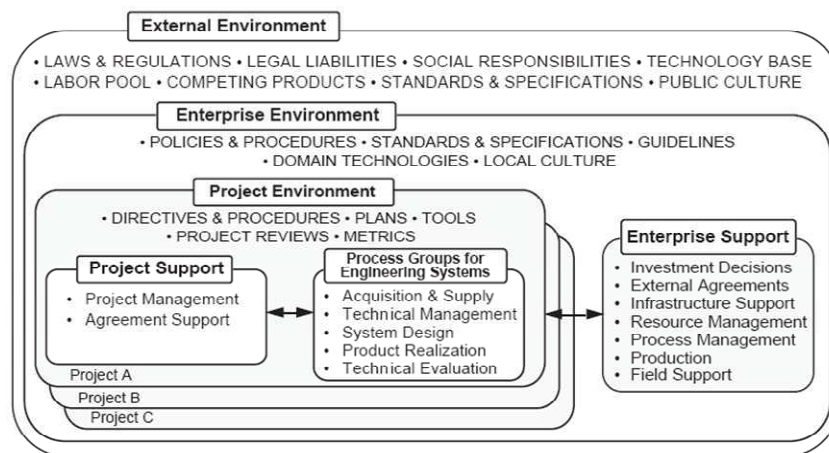 External Environment
• LAWS & REGULATIONS • LEGAL LIABILITIES • SOCIAL RESPONSIBILITIES • TECHNOLOGY BASE
• LABOR POOL • COMPETING PRODUCTS • STANDARDS & SPECIFICATIONS • PUBLIC CULTURE
Enterprise Environment
• POLICIES & PROCEDURES • STANDARDS & SPECIFICATIONS • GUIDELINES
• DOMAIN TECHNOLOGIES • LOCAL CULTURE
Project Environment
• DIRECTIVES & PROCEDURES • PLANS • TOOLS
• PROJECT REVIEWS • METRICS
Project Support
• Project Management
• Agreement Support
Process Groups for
Engineering Systems
• Acquisition & Supply
• Technical Management
• System Design
• Product Realization
• Technical Evaluation
Project A
Project B
Project C
Enterprise Support
• Investment Decisions
• External Agreements
• Infrastructure Support
• Resource Management
• Process Management
• Production
• Field Support